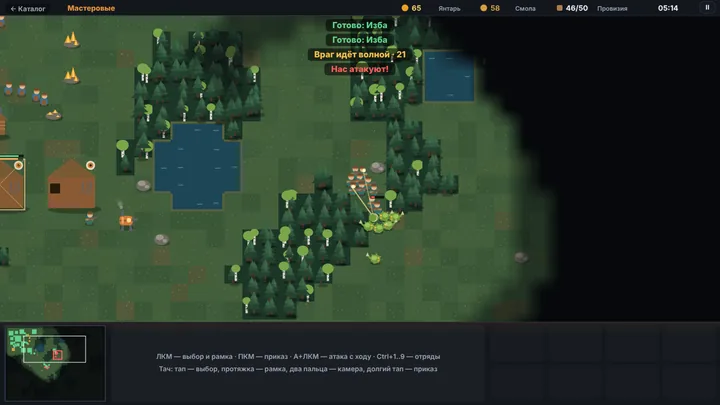 ← Каталог
Мастеровые
65 Янтарь 58 Смола 46/50 Провизия 05:14
Готово: Изба
Готово: Изба
Враг идёт волной · 21
Нас атакуют!
ЛКМ — выбор и рамка · ПКМ — приказ · A+ЛКМ — атака с ходу · Ctrl+1..9 — отряды
Тач: тап — выбор, протяжка — рамка, два пальца — камера, долгий тап — приказ